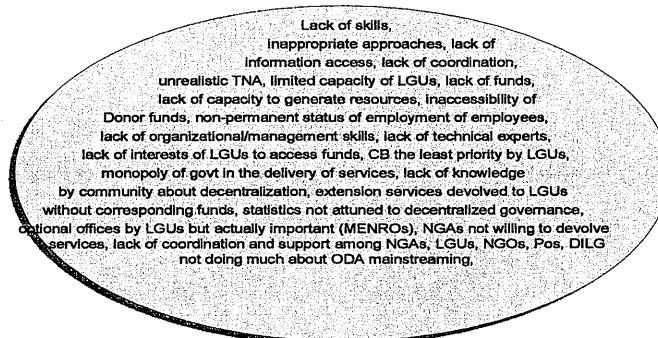 Lack of skills,
inappropriate approaches, lack of
information access, lack of coordination,
unrealistic TNA, limited capacity of LGUs, lack of funds,
lack of capacity to generate resources, inaccessibility of
Donor funds, non-permanent status of employment of employees,
lack of organizational/management skills, lack of technical experts,
lack of interests of LGUs to access funds, CB the least priority by LGUs,
monopoly of govt in the delivery of services, lack of knowledge
by community about decentralization, extension services devolved to LGUs
without corresponding funds, statistics not attuned to decentralized governance,
optional offices by LGUs but actually important (MENROs), NGAs not willing to devolve
services, lack of coordination and support among NGAs, LGUs, NGOs, Pos, DILG
not doing much about ODA mainstreaming,